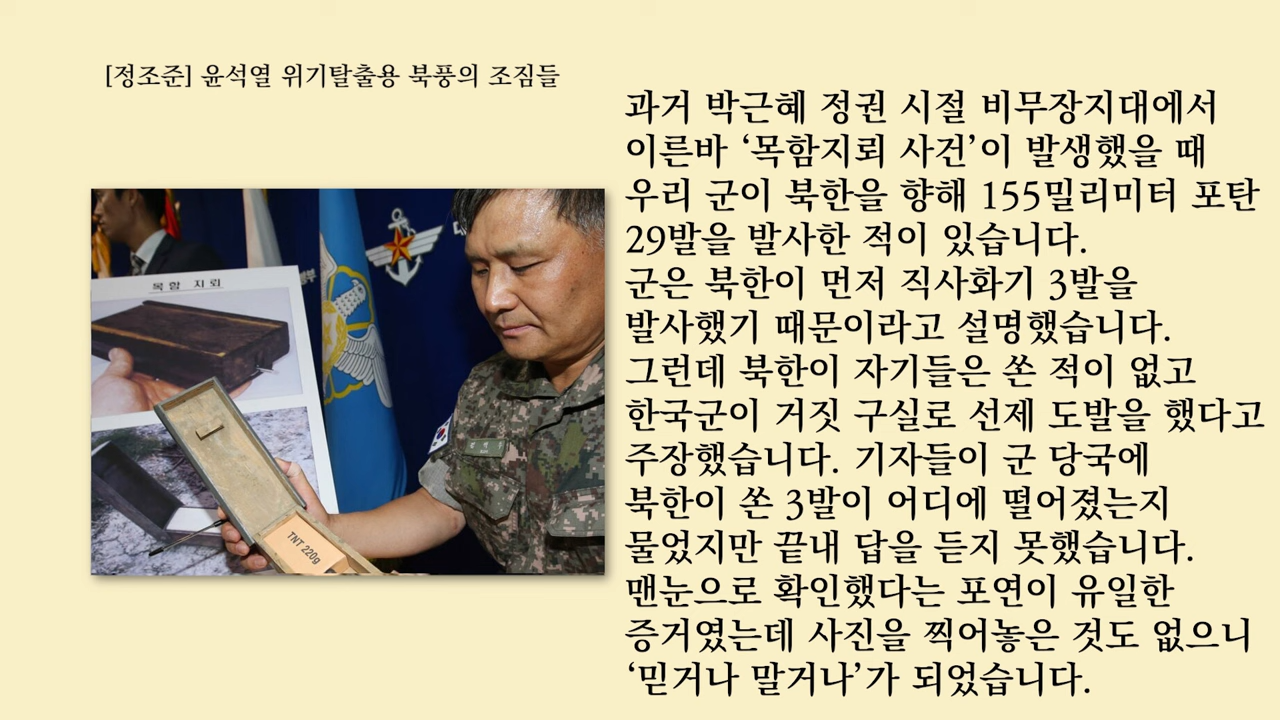 [정조준] 윤석열 위기탈출용 북풍의 조짐들
과거 박근혜 정권 시절 비무장지대에서
이른바 ‘목함지뢰 사건’이 발생했을 때
우리 군이 북한을 향해 155밀리미터 포탄
29발을 발사한 적이 있습니다.
군은 북한이 먼저 직사화기 3발을
발사했기 때문이라고 설명했습니다.
그런데 북한이 자기들은 쏜 적이 없고
한국군이 거짓 구실로 선제 도발을 했다고
주장했습니다. 기자들이 군 당국에
북한이 쏜 3발이 어디에 떨어졌는지
물었지만 끝내 답을 듣지 못했습니다.
맨눈으로 확인했다는 포연이 유일한
증거였는데 사진을 찍어놓은 것도 없으니
‘믿거나 말거나’가 되었습니다.
목함 지뢰
TNT 220g